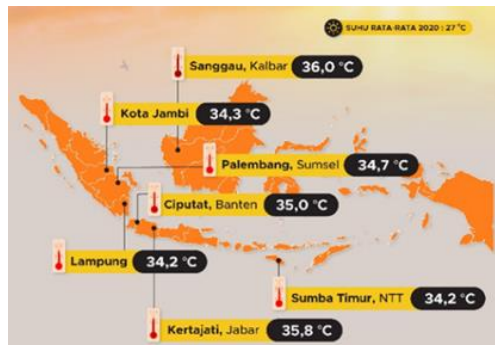 SUHU RATA-RATA 2020 : 27 °C
Sanggau, Kalbar 36,0 °C
Kota Jambi 34,3 °C
Palembang, Sumsel 34,7 °C
Ciputat, Banten 35,0 °C
Lampung 34,2 °C
Sumba Timur, NTT 34,2 °C
Kertajati, Jabar 35,8 °C